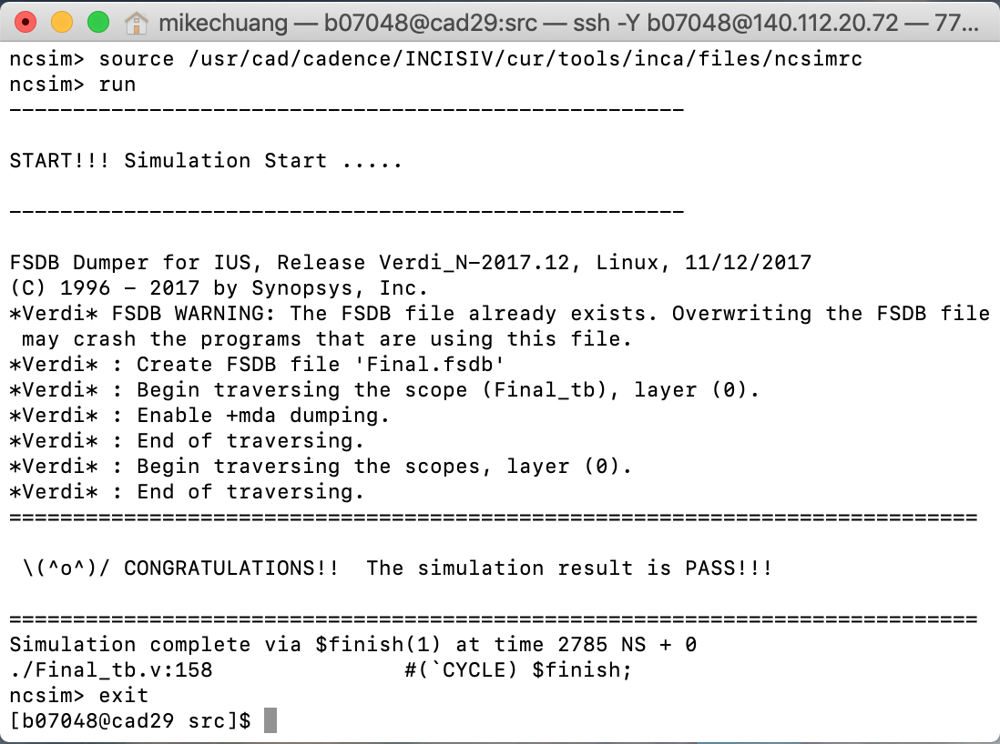 mikechuang — b07048@cad29:src — ssh -Y b07048@140.112.20.72 — 77...
ncsim> source /usr/cad/cadence/INCISIV/cur/tools/inca/files/ncsimrc
ncsim> run
-----------------------------------------------------
START!!! Simulation Start .....
-----------------------------------------------------
FSDB Dumper for IUS, Release Verdi_N-2017.12, Linux, 11/12/2017
(C) 1996 - 2017 by Synopsys, Inc.
*Verdi* FSDB WARNING: The FSDB file already exists. Overwriting the FSDB file
 may crash the programs that are using this file.
*Verdi* : Create FSDB file 'Final.fsdb'
*Verdi* : Begin traversing the scope (Final_tb), layer (0).
*Verdi* : Enable +mda dumping.
*Verdi* : End of traversing.
*Verdi* : Begin traversing the scopes, layer (0).
*Verdi* : End of traversing.
============================================================================
 \(^o^)/ CONGRATULATIONS!!  The simulation result is PASS!!!
============================================================================
Simulation complete via $finish(1) at time 2785 NS + 0
./Final_tb.v:158               #(`CYCLE) $finish;
ncsim> exit
[b07048@cad29 src]$